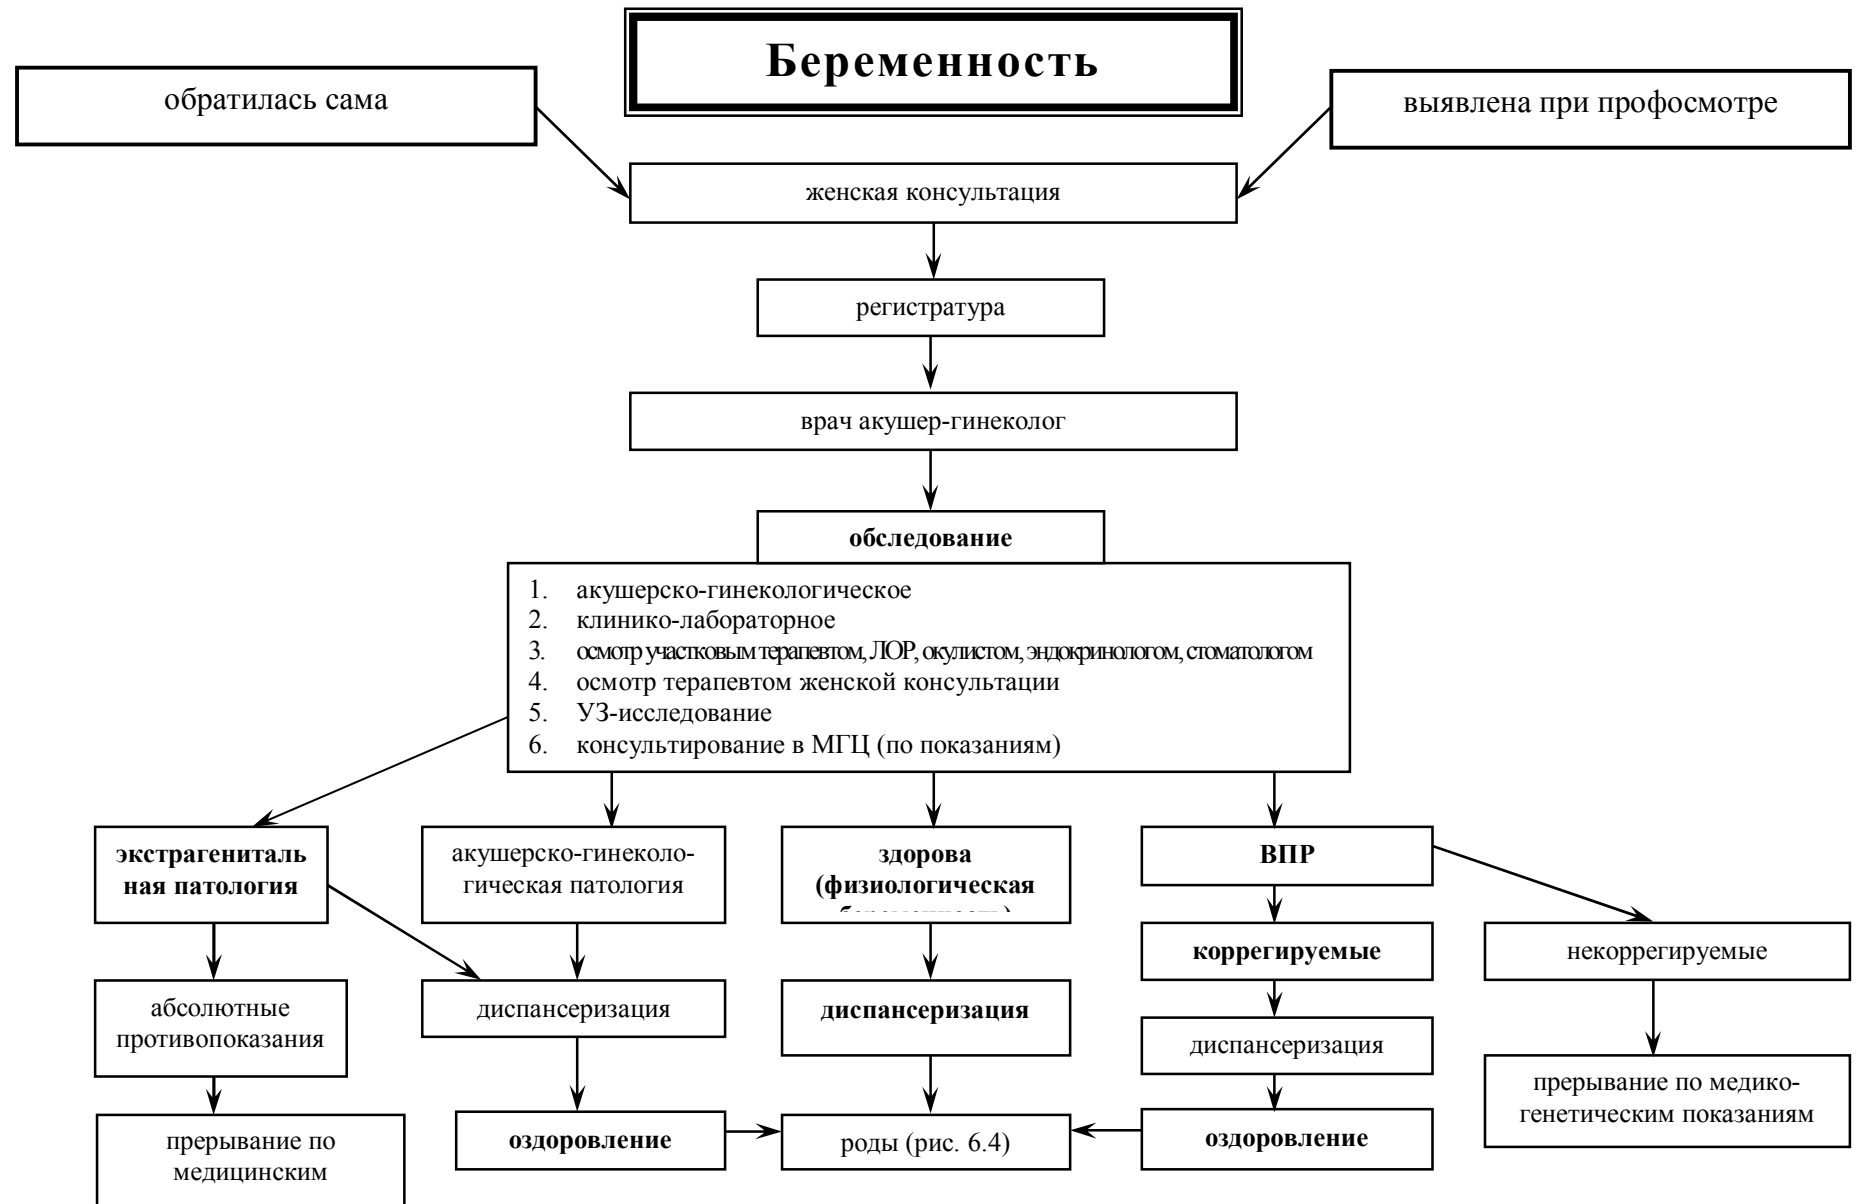 Беременность
обратилась сама
выявлена при профосмотре
женская консультация
регистратура
врач акушер-гинеколог
обследование
1. акушерско-гинекологическое
2. клинико-лабораторное
3. осмотр участковым терапевтом, ЛОР, окулистом, эндокринологом, стоматологом
4. осмотр терапевтом женской консультации
5. УЗ-исследование
6. консультирование в МГЦ (по показаниям)
экстрагениталь
ная патология
акушерско-гинеколо-
гическая патология
здорова
(физиологическая
беременность)
ВПР
коррегируемые
некоррегируемые
абсолютные
противопоказания
диспансеризация
диспансеризация
диспансеризация
прерывание по медико-
генетическим показаниям
прерывание по
медицинским
оздоровление
роды (рис. 6.4)
оздоровление